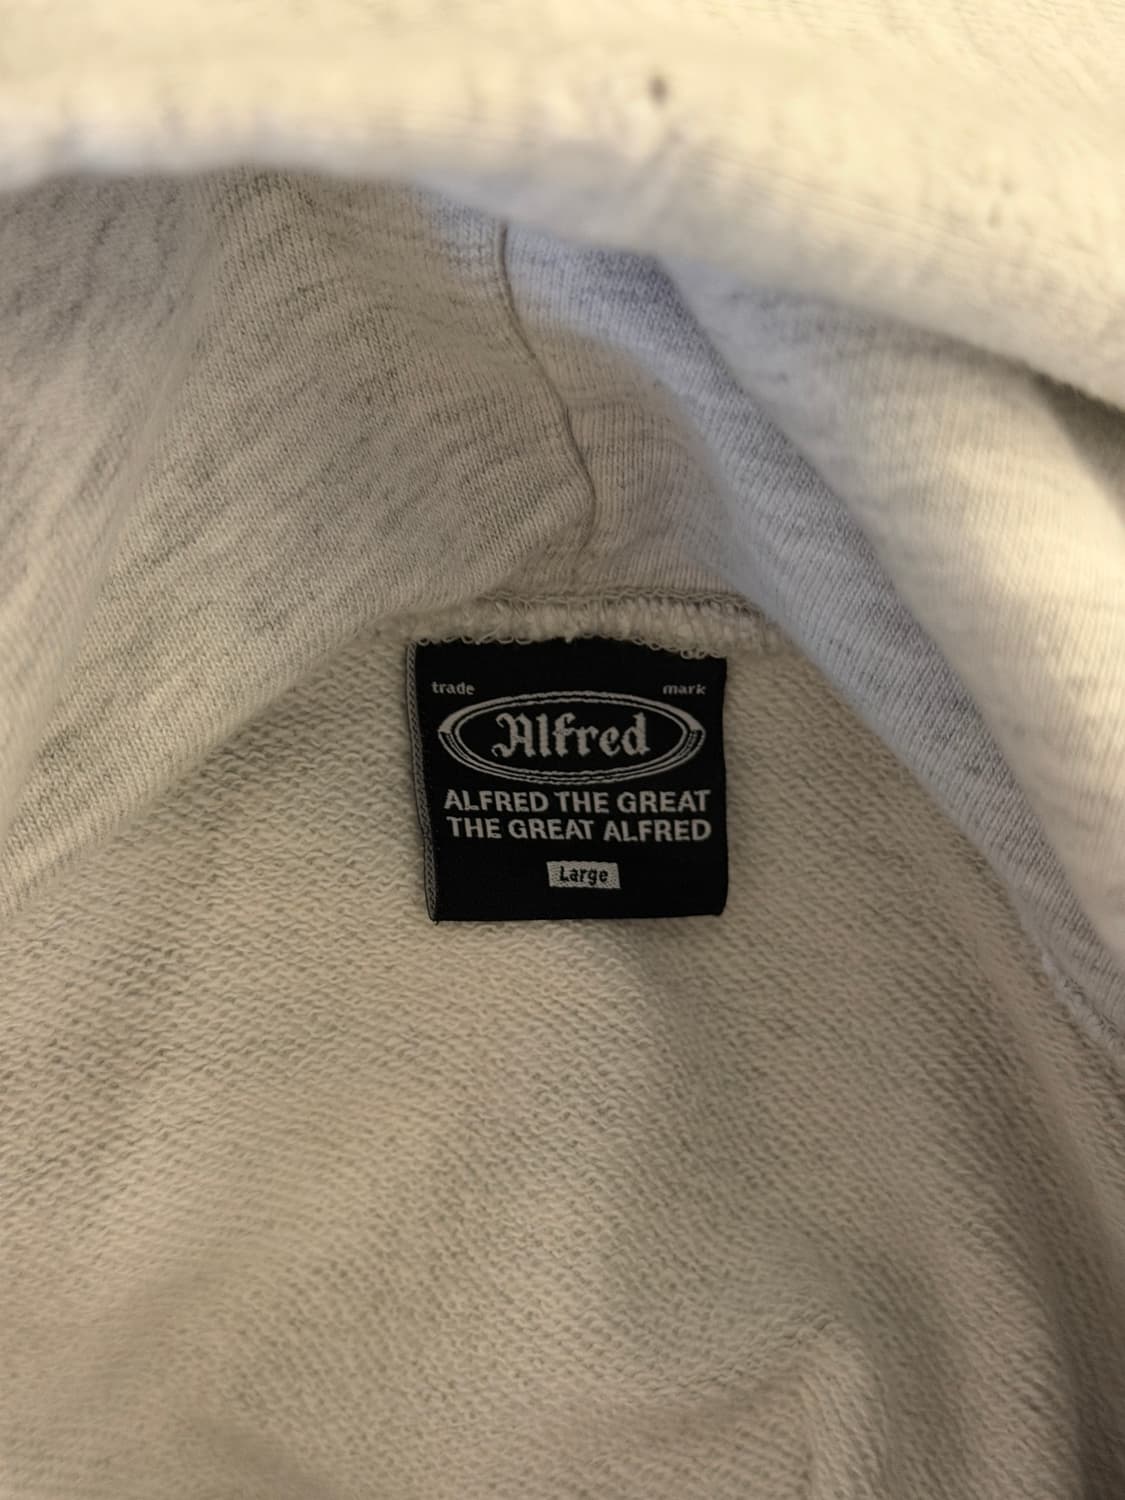 trade mark
Alfred
ALFRED THE GREAT
THE GREAT ALFRED
Large